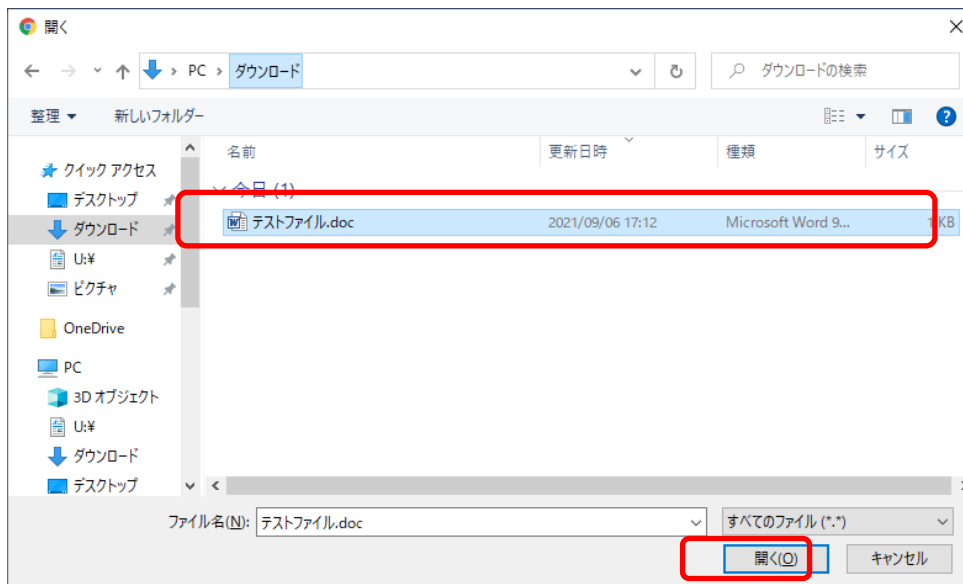 開く
PC
ダウンロード
ダウンロードの検索
整理
新しいフォルダー
名前
更新日時
種類
サイズ
クイック アクセス
デスクトップ
ダウンロード
U:¥
ピクチャ
OneDrive
PC
3D オブジェクト
U:¥
ダウンロード
デスクトップ
今日 (1)
テストファイル.doc
2021/09/06 17:12
Microsoft Word 9...
1 KB
ファイル名(N):
テストファイル.doc
すべてのファイル (*.*)
開く(O)
キャンセル